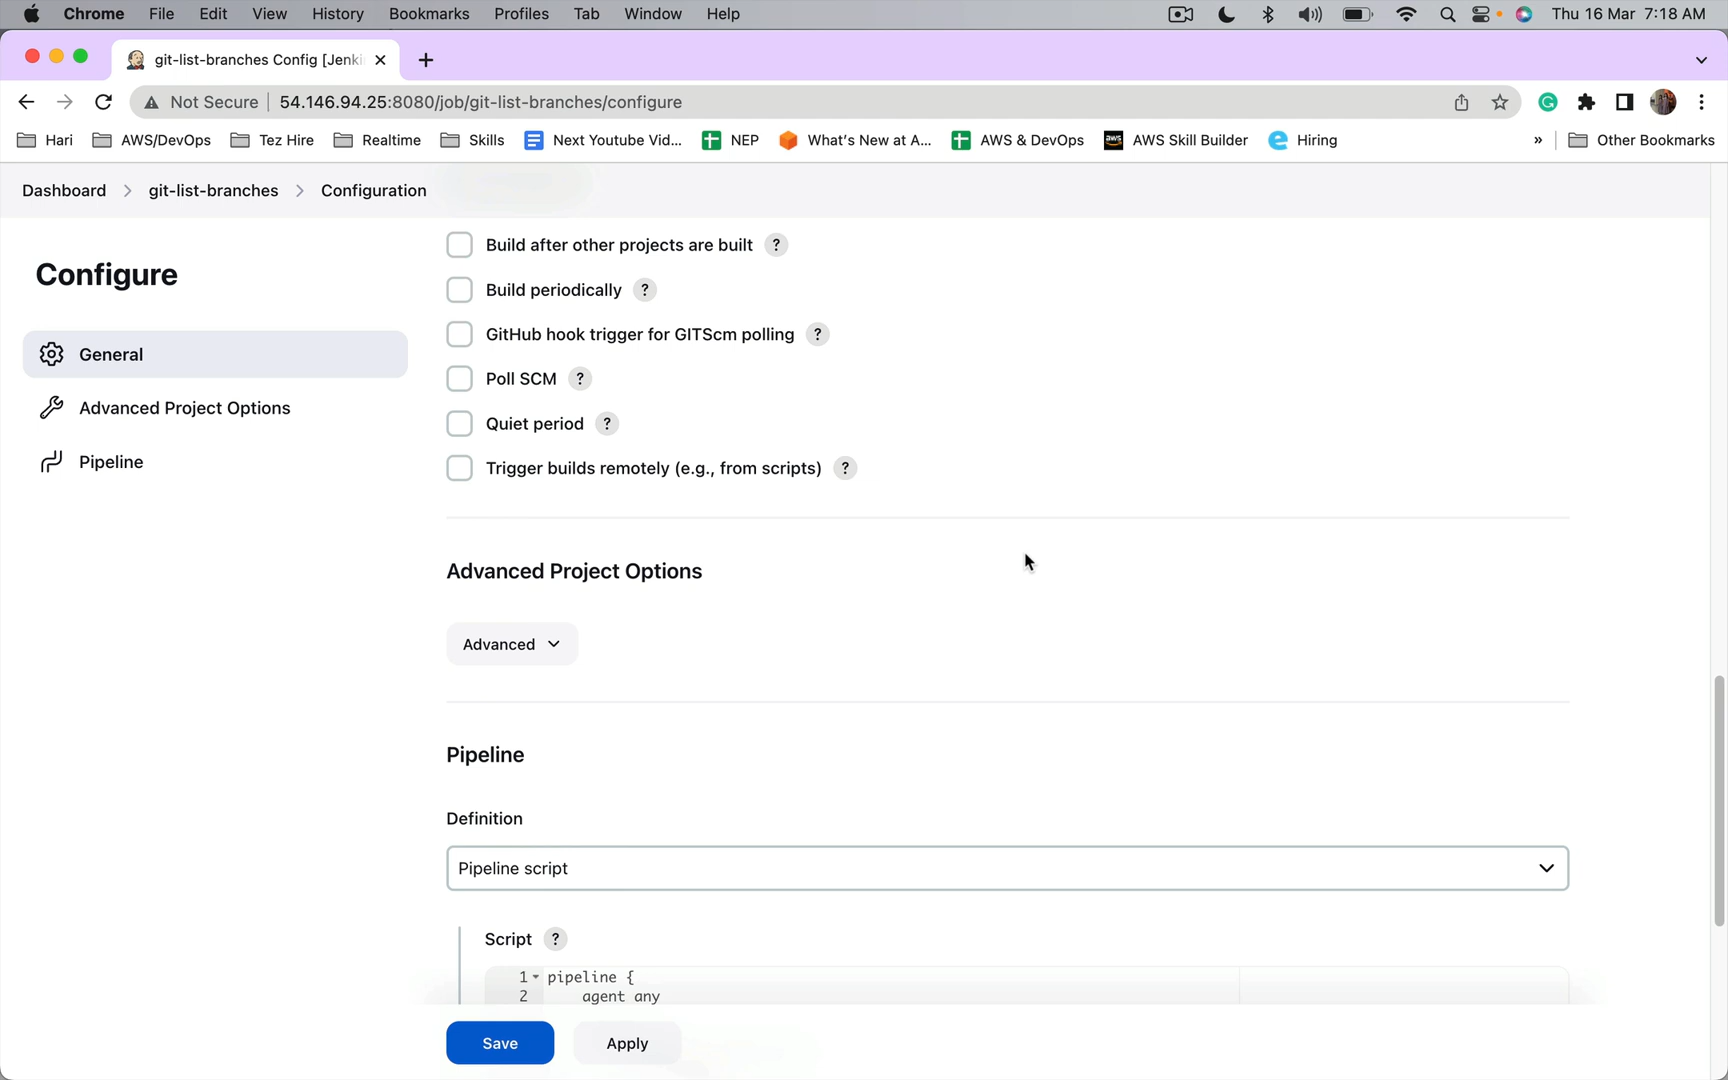 Chrome File Edit View History Bookmarks Profiles Tab Window Help Thu 16 Mar 7:18 AM
git-list-branches Config [Jenki
Not Secure 54.146.94.25:8080/job/git-list-branches/configure
Hari AWS/DevOps Tez Hire Realtime Skills Next Youtube Vid... NEP What's New at A... AWS & DevOps aws AWS Skill Builder Hiring » Other Bookmarks
Dashboard > git-list-branches > Configuration
Configure
General
Advanced Project Options
Pipeline
Build after other projects are built ?
Build periodically ?
GitHub hook trigger for GITScm polling ?
Poll SCM ?
Quiet period ?
Trigger builds remotely (e.g., from scripts) ?
Advanced Project Options
Advanced
Pipeline
Definition
Pipeline script
Script ?
1 pipeline {
2 agent any
Save Apply